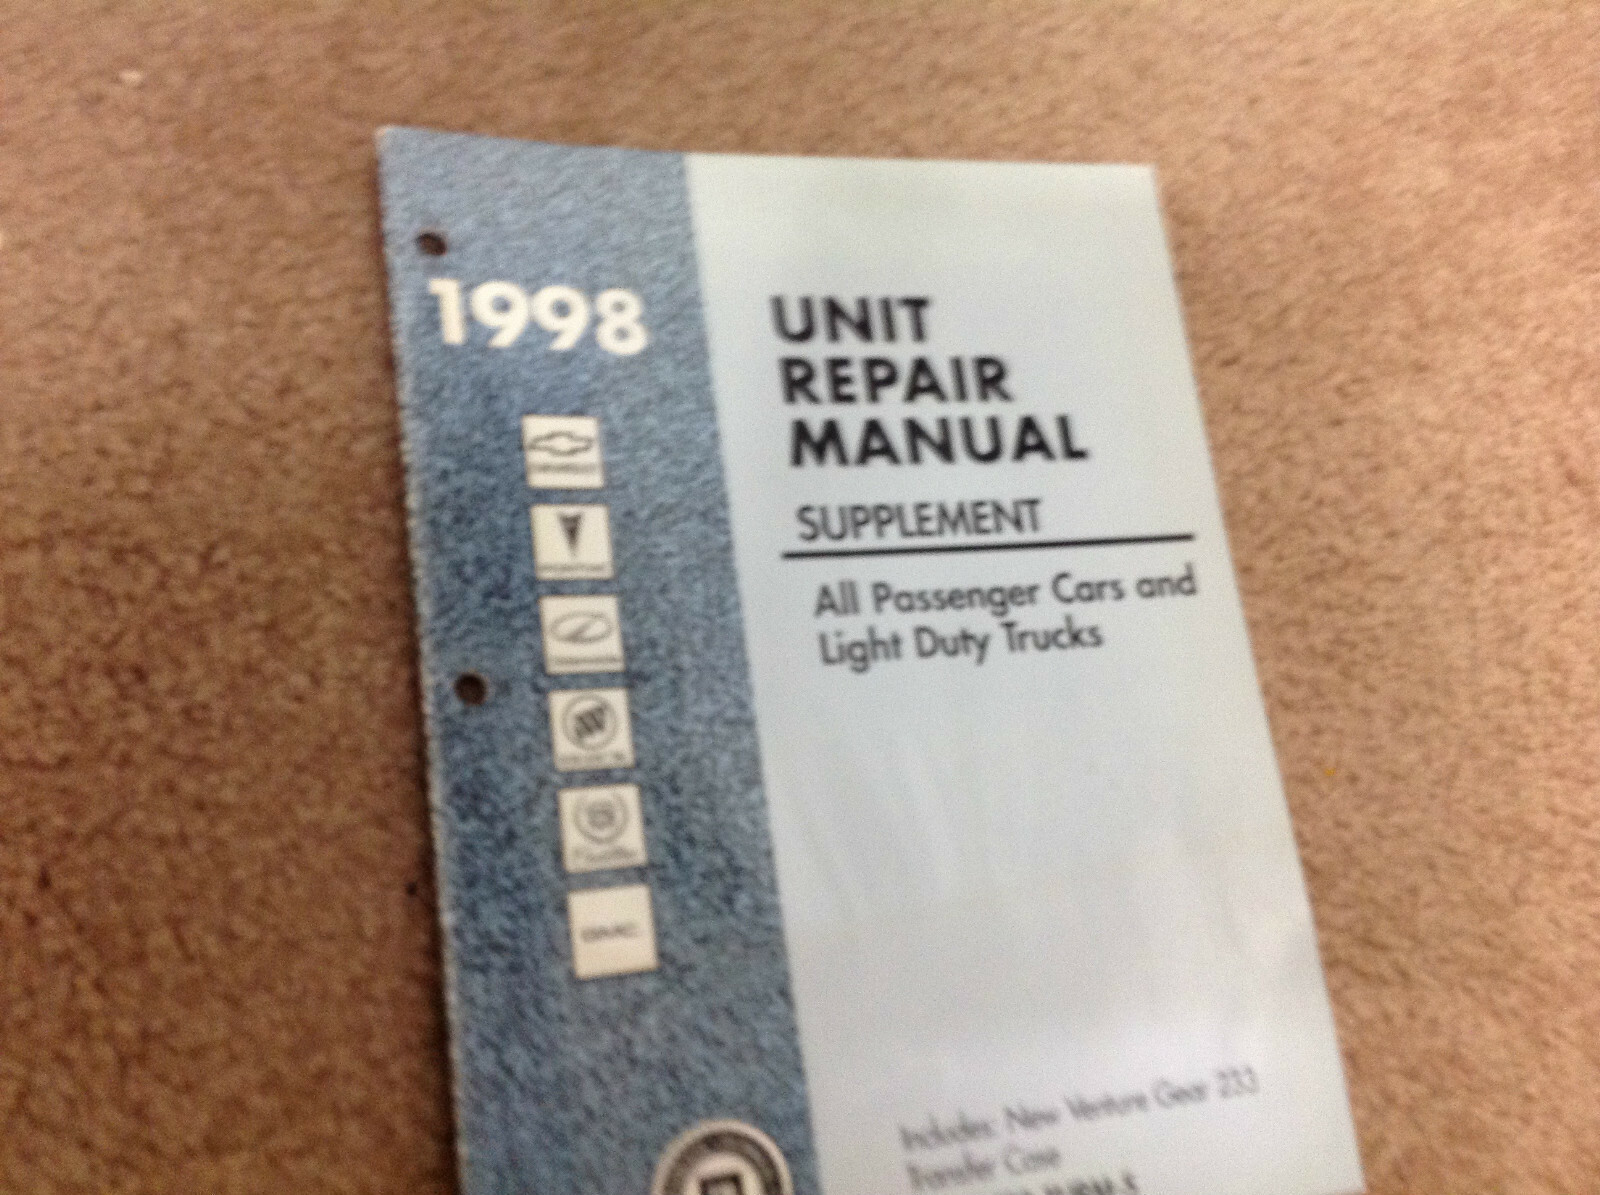 1998
UNIT
REPAIR
MANUAL
SUPPLEMENT
All Passenger Cars and
Light Duty Trucks
GMC
Includes: New Venture Gear 233
Transfer Case